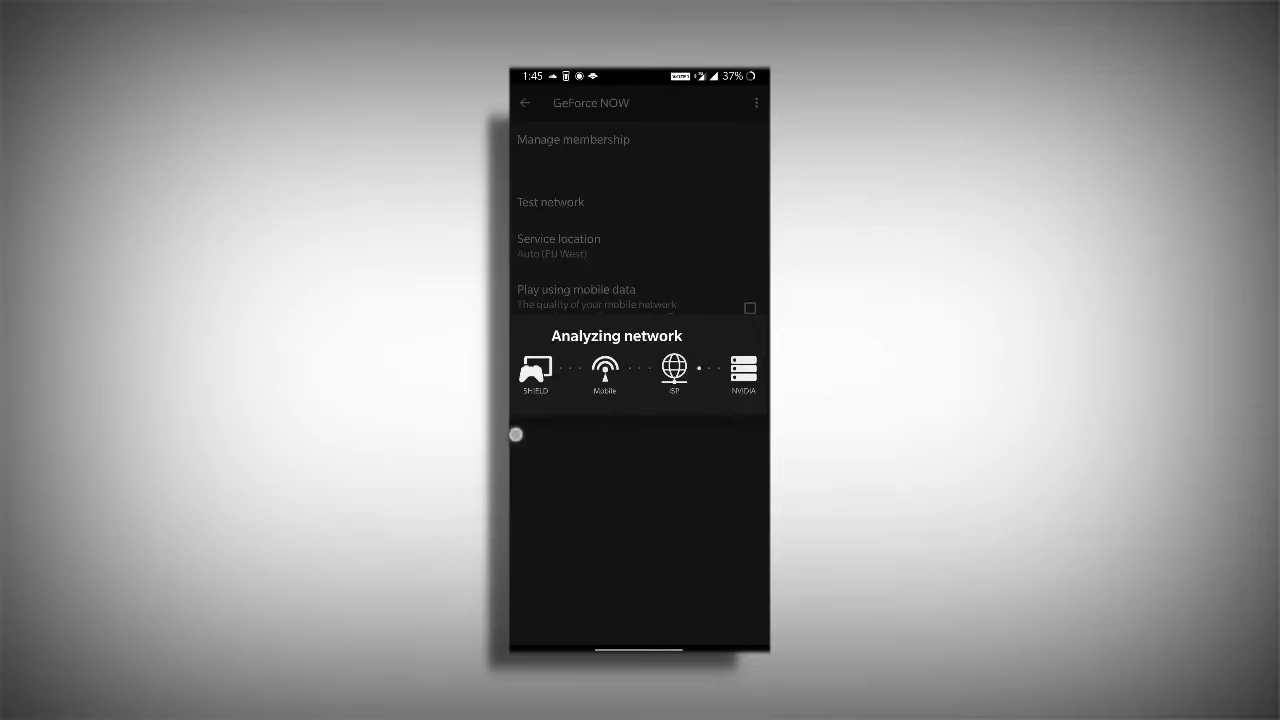 1:45 37%
GeForce NOW
Manage membership
Test network
Service location
Auto (EU West)
Play using mobile data
The quality of your mobile network
Analyzing network
SHIELD Mobile ISP NVIDIA